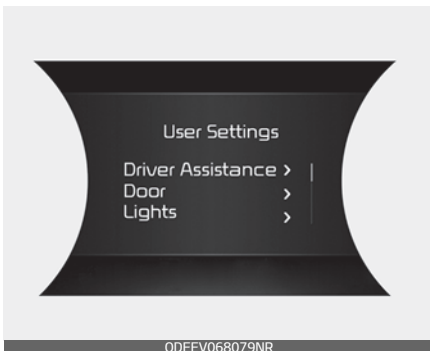 User Settings
Driver Assistance >
Door >
Lights >
ODEEV068079NR